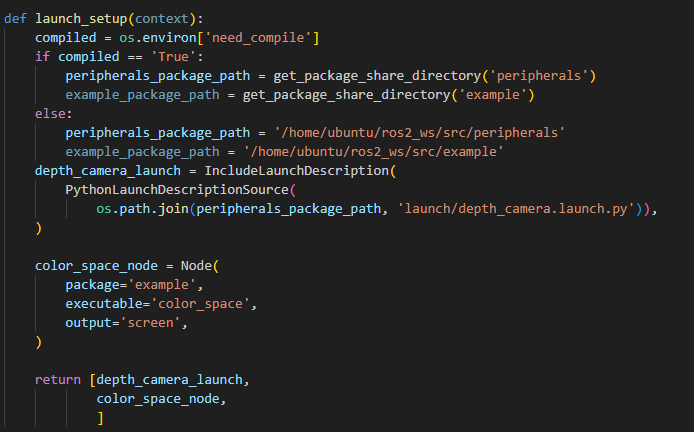 def launch_setup(context):
    compiled = os.environ['need_compile']
    if compiled == 'True':
        peripherals_package_path = get_package_share_directory('peripherals')
        example_package_path = get_package_share_directory('example')
    else:
        peripherals_package_path = '/home/ubuntu/ros2_ws/src/peripherals'
        example_package_path = '/home/ubuntu/ros2_ws/src/example'
    depth_camera_launch = IncludeLaunchDescription(
        PythonLaunchDescriptionSource(
            os.path.join(peripherals_package_path, 'launch/depth_camera.launch.py')),
    )

    color_space_node = Node(
        package='example',
        executable='color_space',
        output='screen',
    )

    return [depth_camera_launch,
            color_space_node,
            ]